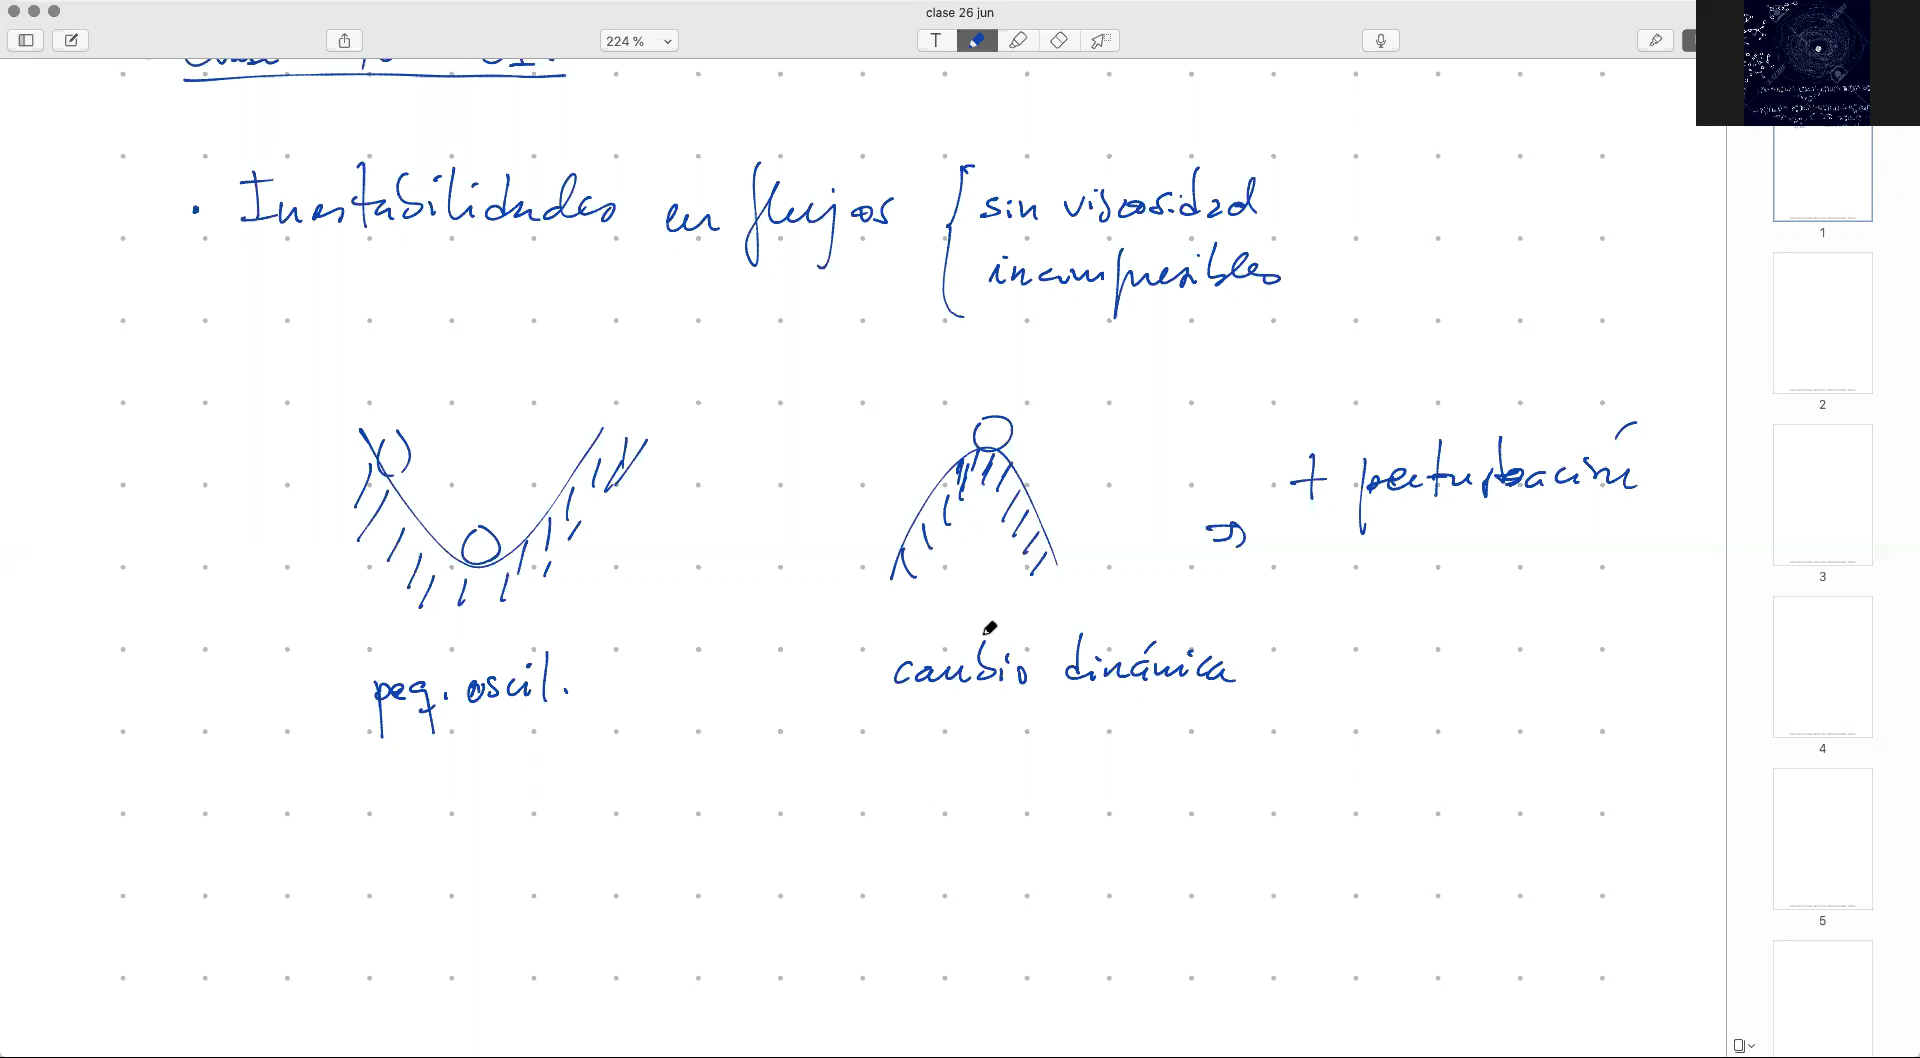 clase 26 jun
224 %
T
· Inestabilidades en flujos { sin viscosidad
incompresibles
+ perturbación
⇒
peq. oscil.
cambio dinámica
1
2
3
4
5